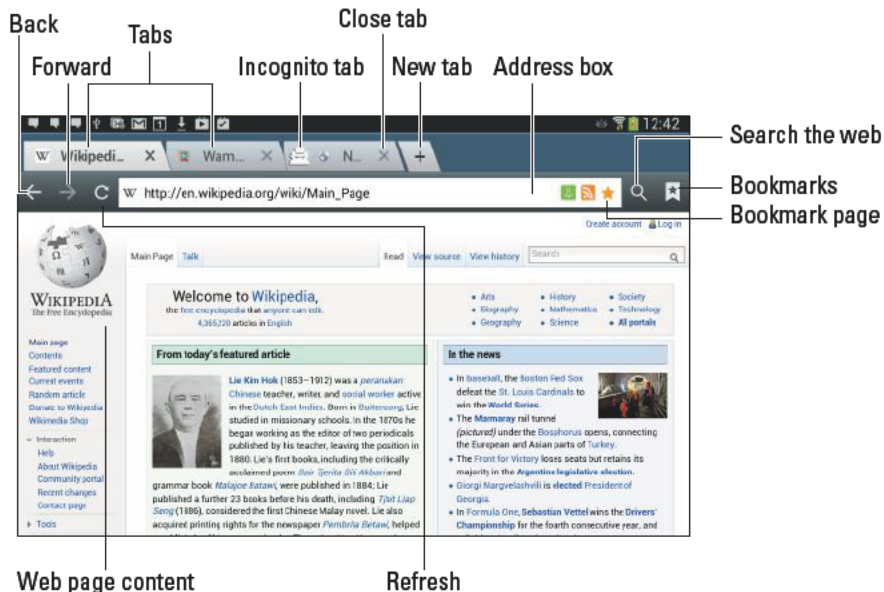 Back
Tabs
Close tab
Forward
Incognito tab
New tab
Address box
12:42
Wikipedi...
Wam...
N...
Search the web
http://en.wikipedia.org/wiki/Main_Page
Bookmarks
Bookmark page
Create account Log in
Main Page Talk
Read View source View history Search
WIKIPEDIA
The Free Encyclopedia
Welcome to Wikipedia,
the free encyclopedia that anyone can edit.
4,365,220 articles in English
Arts
Biography
Geography
History
Mathematics
Science
Society
Technology
All portals
Main page
Contents
Featured content
Current events
Random article
Donate to Wikipedia
Wikimedia Shop
Interaction
Help
About Wikipedia
Community portal
Recent changes
Contact page
Tools
From today's featured article
Lie Kim Hok (1853–1912) was a peranakan
Chinese teacher, writer, and social worker active
in the Dutch East Indies. Born in Buitenzorg, Lie
studied in missionary schools. In the 1870s he
began working as the editor of two periodicals
published by his teacher, leaving the position in
1880. Lie's first books, including the critically
acclaimed poem Sair Tjerita Siti Akbari and
grammar book Malajoe Batawi, were published in 1884; Lie
published a further 23 books before his death, including Tjhit Liap
Seng (1886), considered the first Chinese Malay novel. Lie also
acquired printing rights for the newspaper Pembrita Betawi, helped
In the news
In baseball, the Boston Red Sox
defeat the St. Louis Cardinals to
win the World Series.
The Marmaray rail tunnel
(pictured) under the Bosphorus opens, connecting
the European and Asian parts of Turkey.
The Front for Victory loses seats but retains its
majority in the Argentine legislative election.
Giorgi Margvelashvili is elected President of
Georgia.
In Formula One, Sebastian Vettel wins the Drivers'
Championship for the fourth consecutive year, and
Web page content
Refresh